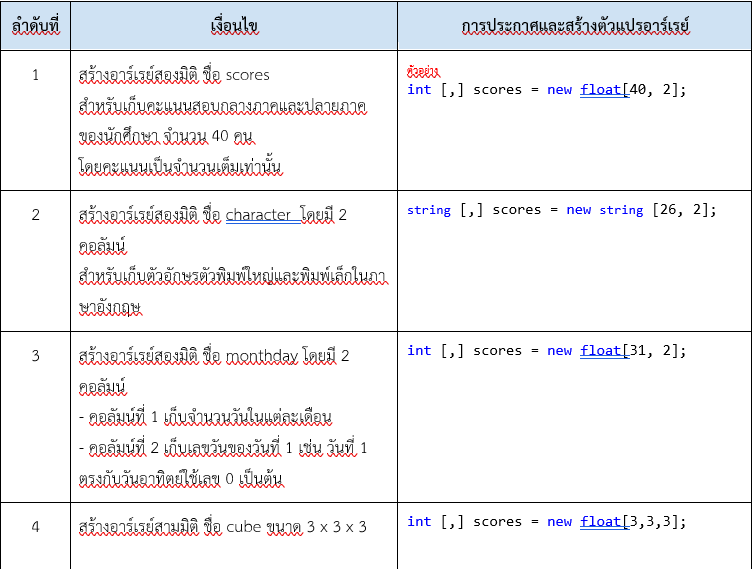 ลำดับที่ เงื่อนไข การประกาศและสร้างตัวแปรอาร์เรย์
1
สร้างอาร์เรย์สองมิติ ชื่อ scores
สำหรับเก็บคะแนนสอบกลางภาคและปลายภาค
ของนักศึกษา จำนวน 40 คน
โดยคะแนนเป็นจำนวนเต็มเท่านั้น
ตัวอย่าง
int [,] scores = new float[40, 2];
2
สร้างอาร์เรย์สองมิติ ชื่อ character โดยมี 2
คอลัมน์
สำหรับเก็บตัวอักษรตัวพิมพ์ใหญ่และพิมพ์เล็กในภา
ษาอังกฤษ
string [,] scores = new string [26, 2];
3
สร้างอาร์เรย์สองมิติ ชื่อ monthday โดยมี 2
คอลัมน์
- คอลัมน์ที่ 1 เก็บจำนวนวันในแต่ละเดือน
- คอลัมน์ที่ 2 เก็บเลขวันของวันที่ 1 เช่น วันที่ 1
ตรงกับวันอาทิตย์ใช้เลข 0 เป็นต้น
int [,] scores = new float[31, 2];
4
สร้างอาร์เรย์สามมิติ ชื่อ cube ขนาด 3 x 3 x 3
int [,] scores = new float[3,3,3];